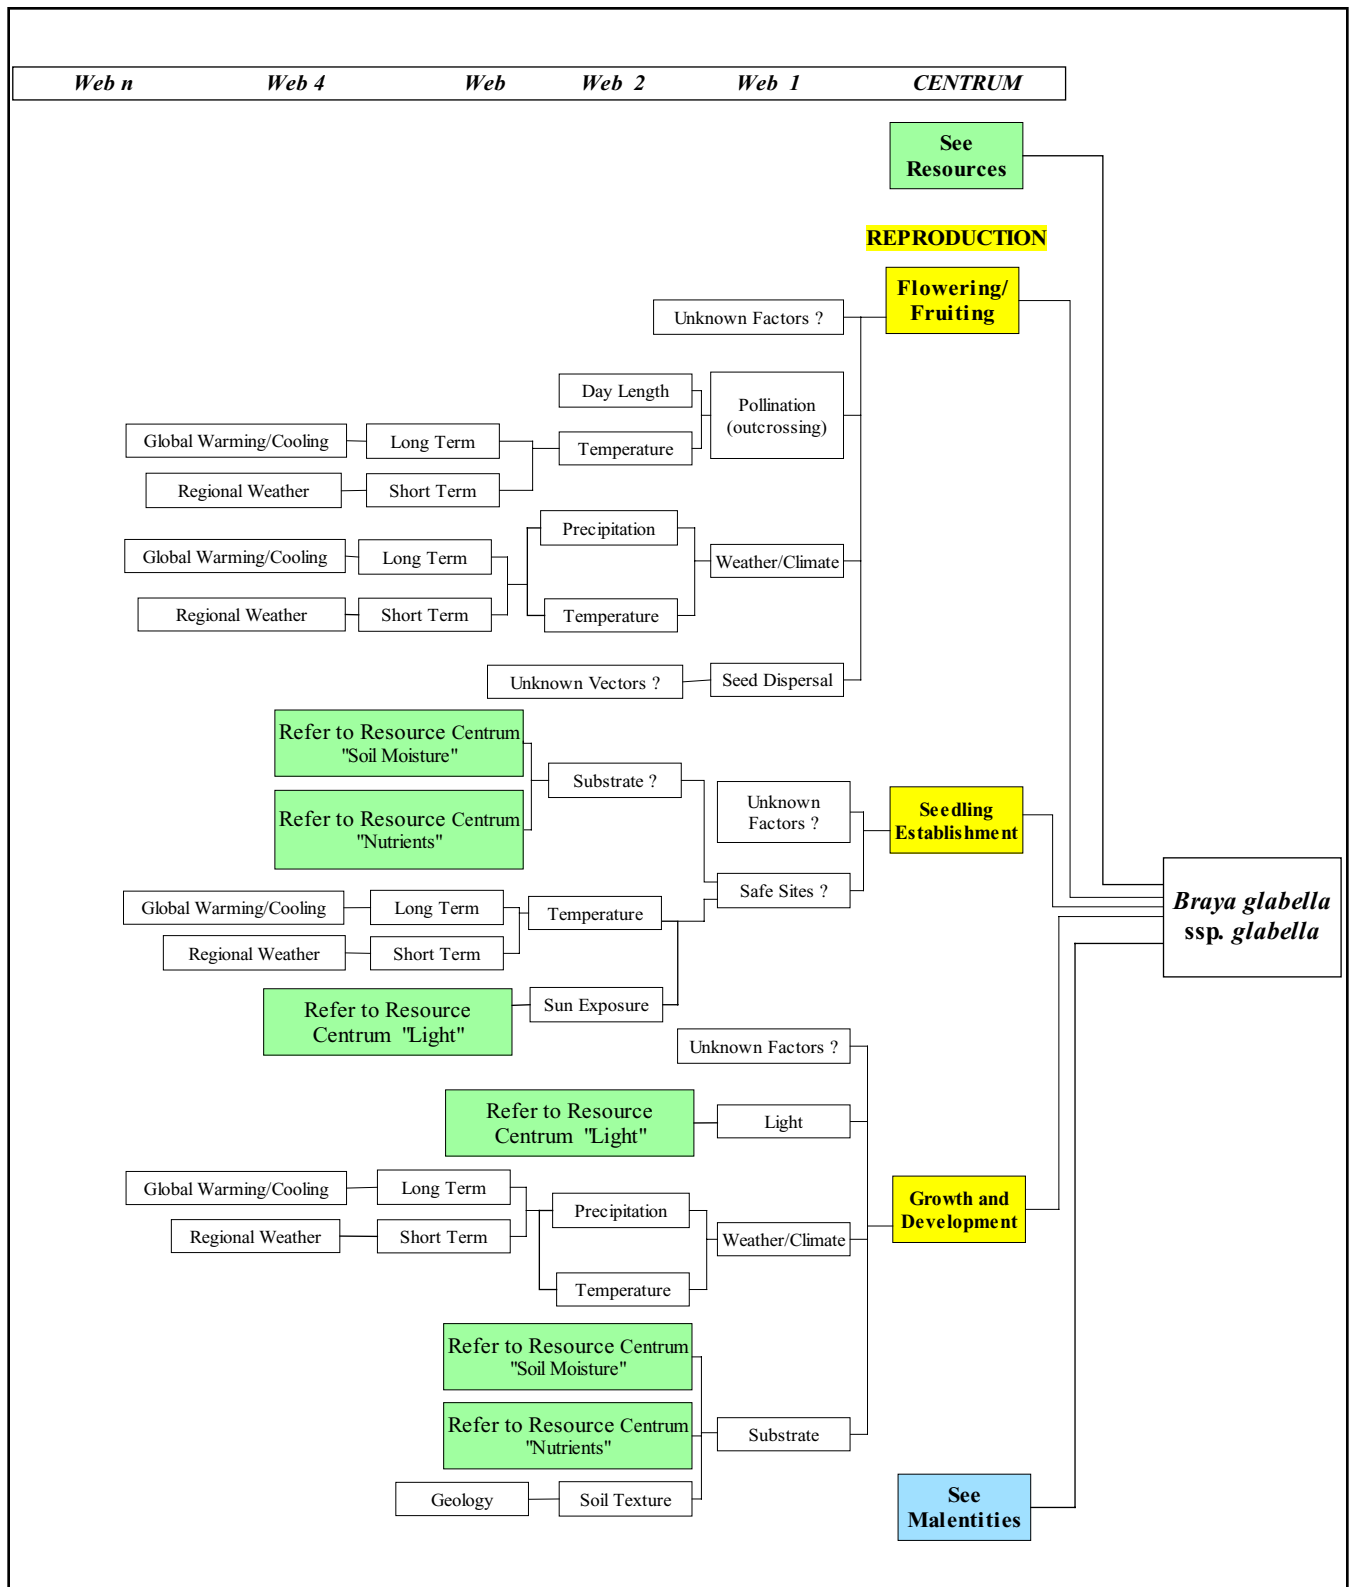 Web n Web 4 Web Web 2 Web 1 CENTRUM
See
Resources
REPRODUCTION
Flowering/
Fruiting
Unknown Factors ?
Day Length
Pollination
(outcrossing)
Global Warming/Cooling Long Term Temperature
Regional Weather Short Term
Precipitation
Global Warming/Cooling Long Term Weather/Climate
Regional Weather Short Term Temperature
Unknown Vectors ? Seed Dispersal
Refer to Resource Centrum
"Soil Moisture"
Substrate ?
Unknown
Factors ?
Seedling
Establishment
Refer to Resource Centrum
"Nutrients"
Safe Sites ?
Global Warming/Cooling Long Term Temperature
Regional Weather Short Term
Braya glabella
ssp. glabella
Refer to Resource
Centrum "Light"
Sun Exposure
Unknown Factors ?
Refer to Resource
Centrum "Light"
Light
Global Warming/Cooling Long Term Precipitation
Growth and
Development
Regional Weather Short Term Weather/Climate
Temperature
Refer to Resource Centrum
"Soil Moisture"
Refer to Resource Centrum
"Nutrients"
Substrate
Geology Soil Texture
See
Malentities